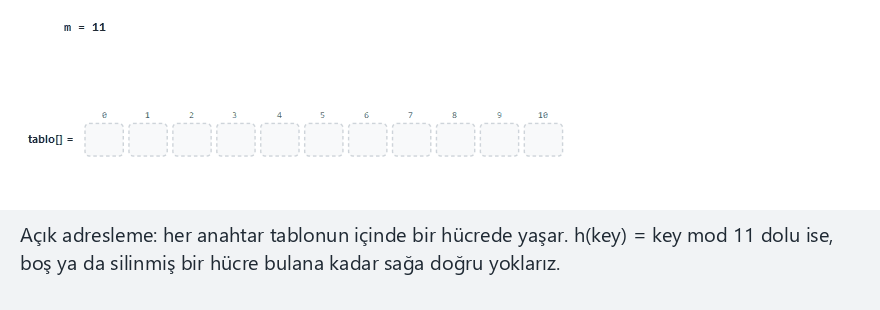 m = 11
0 1 2 3 4 5 6 7 8 9 10
tablo[] =
Açık adresleme: her anahtar tablonun içinde bir hücrede yaşar. h(key) = key mod 11 dolu ise,
boş ya da silinmiş bir hücre bulana kadar sağa doğru yoklarız.